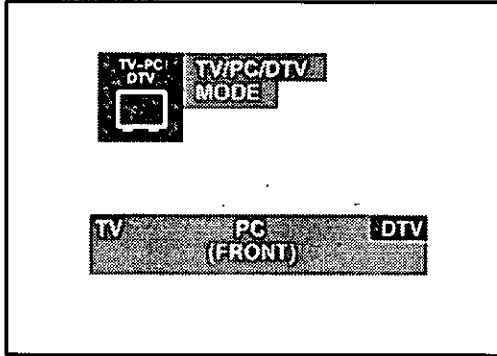 TV-PC
DTV
TV/PC/DTV
MODE
TV PC DTV
(FRONT)